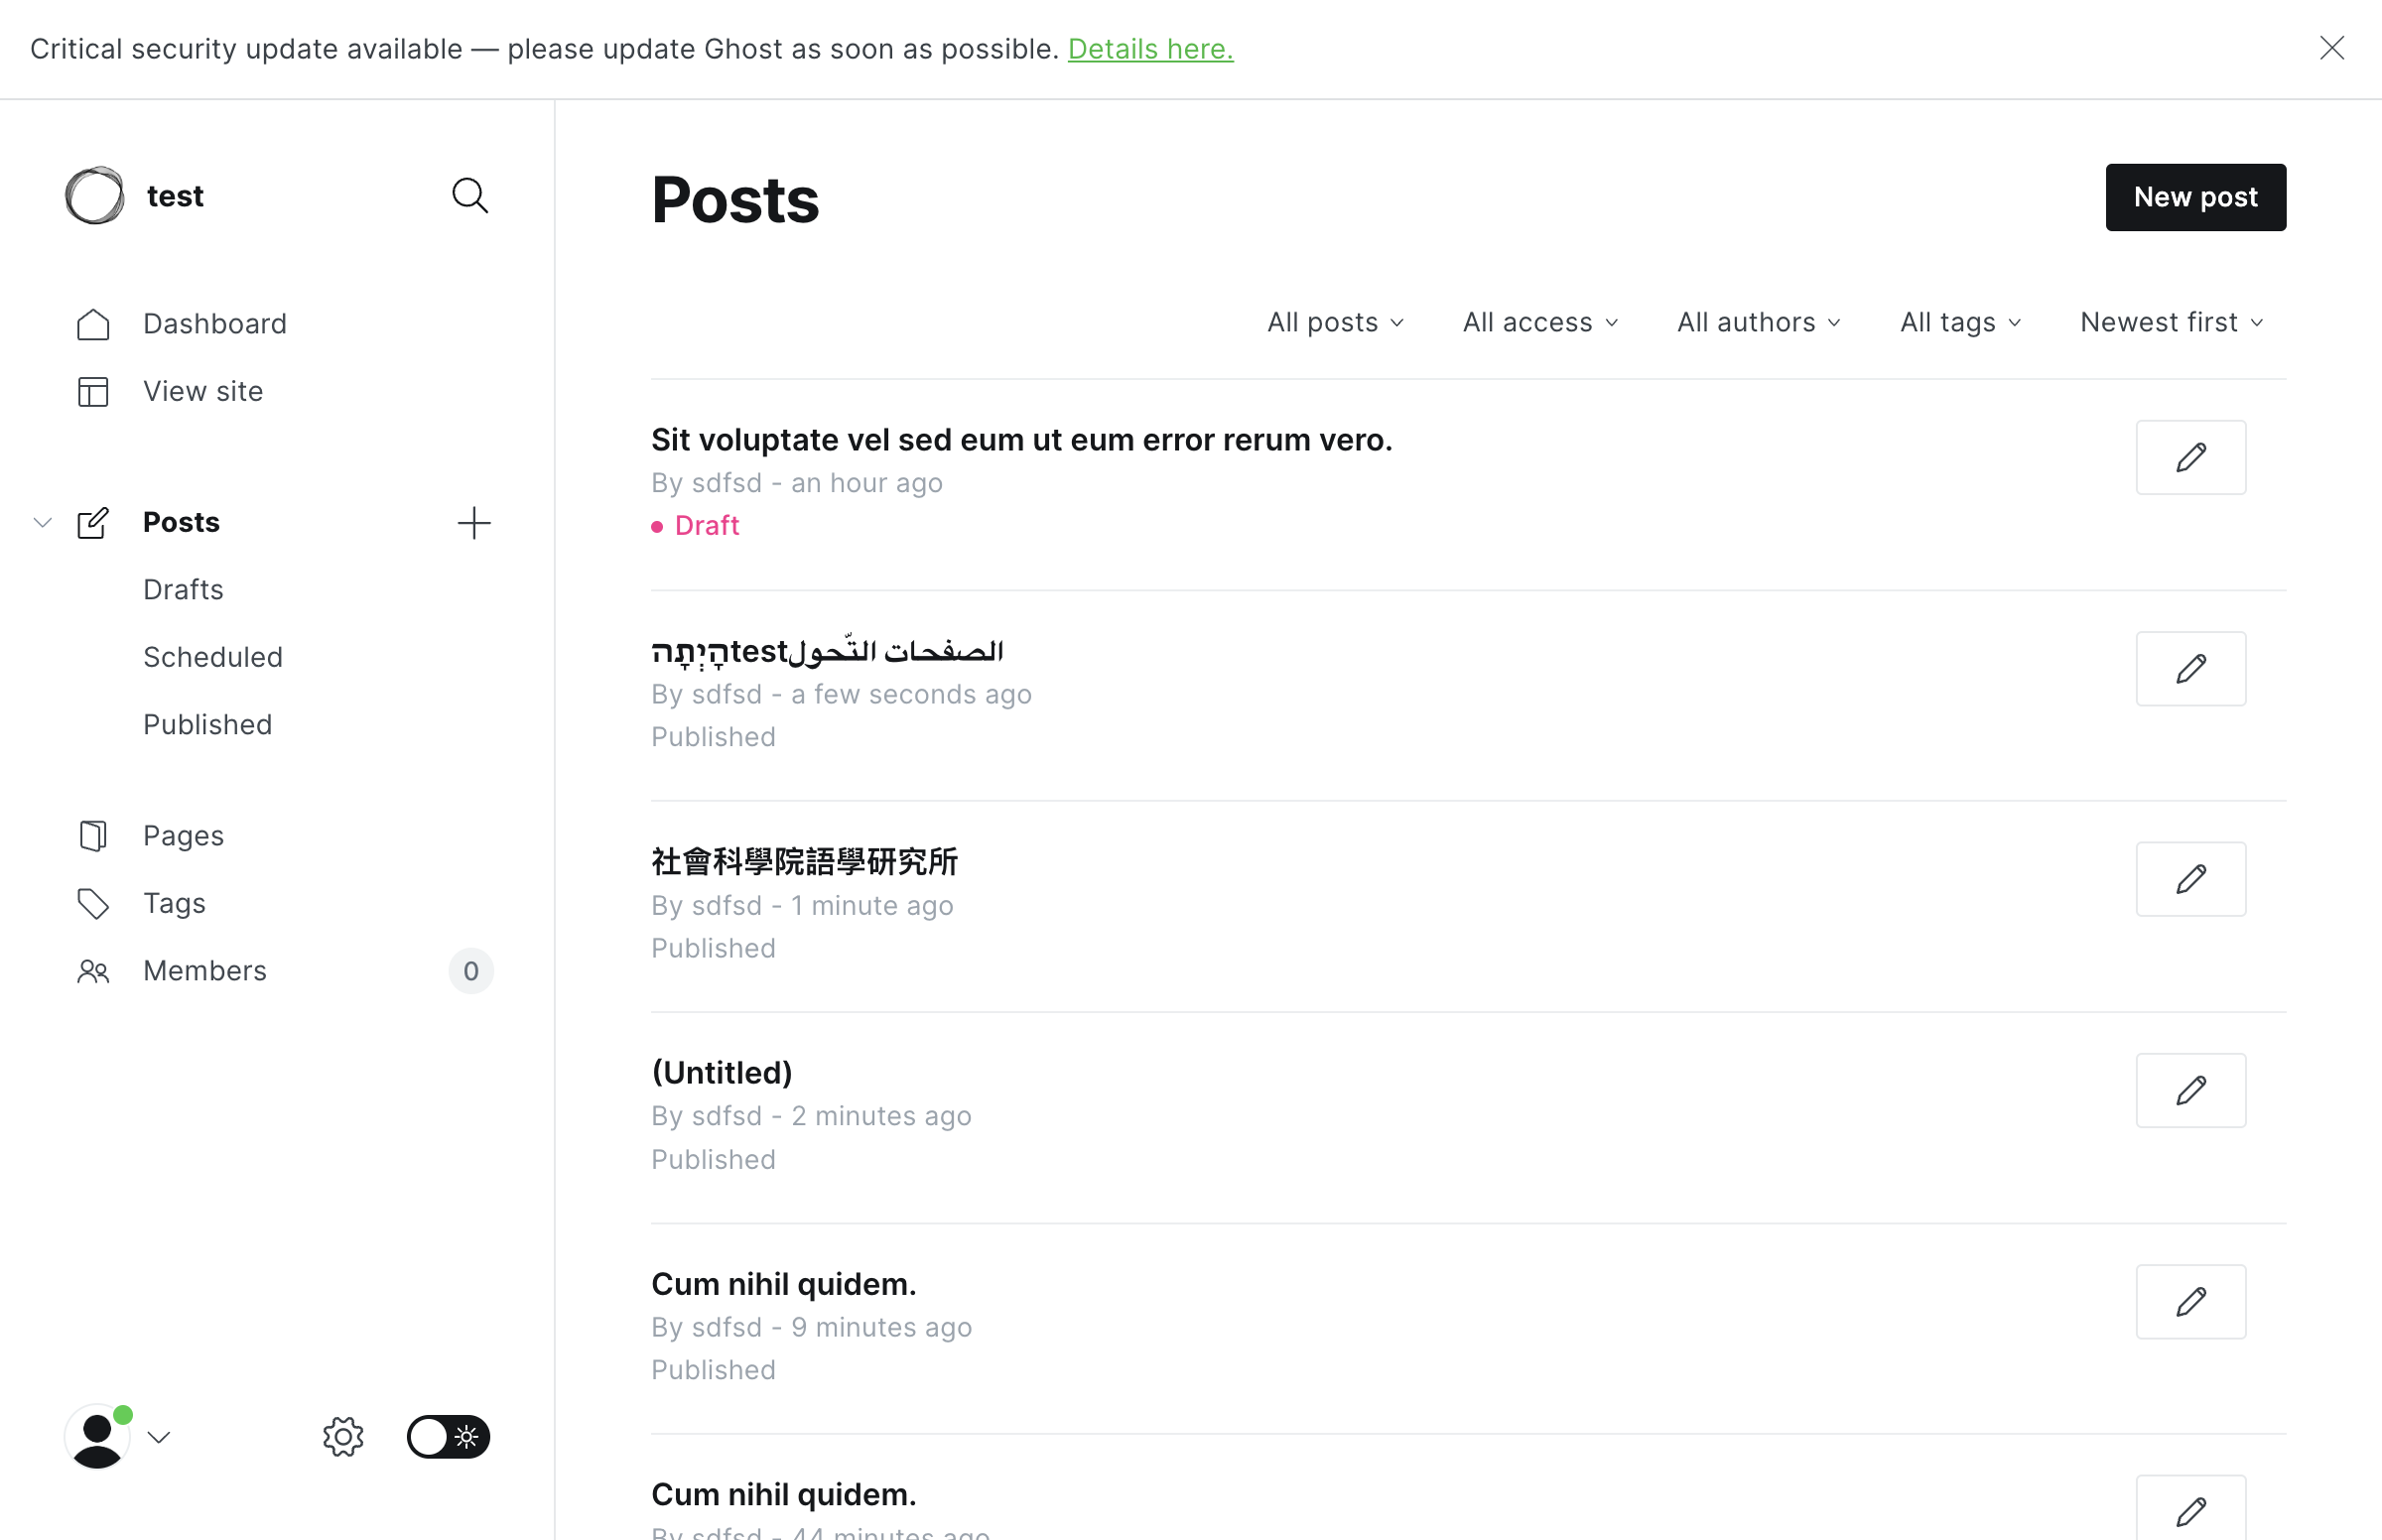 Critical security update available — please update Ghost as soon as possible. Details here.
test
Dashboard
View site
Posts
Drafts
Scheduled
Published
Pages
Tags
Members 0
Posts
New post
All posts All access All authors All tags Newest first
Sit voluptate vel sed eum ut eum error rerum vero.
By sdfsd - an hour ago
Draft
הָיְתָהtestالصفحات التّحول
By sdfsd - a few seconds ago
Published
社會科學院語學研究所
By sdfsd - 1 minute ago
Published
(Untitled)
By sdfsd - 2 minutes ago
Published
Cum nihil quidem.
By sdfsd - 9 minutes ago
Published
Cum nihil quidem.
By sdfsd - 44 minutes ago